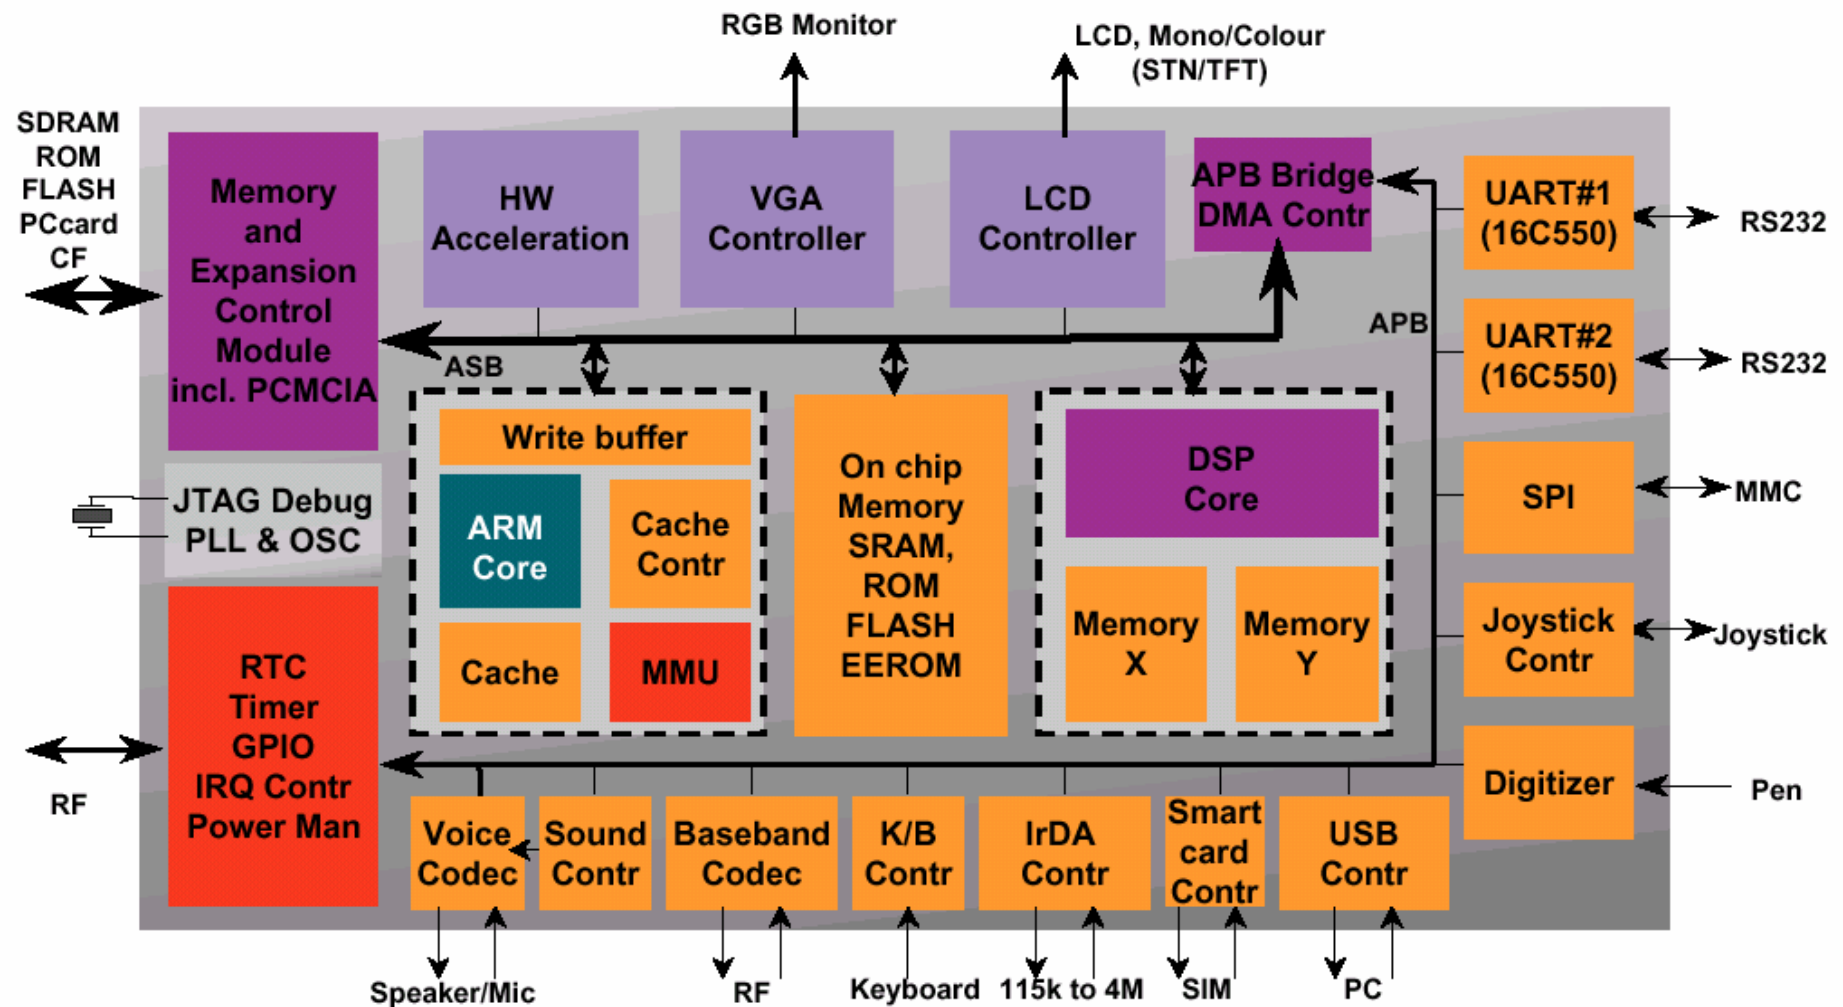 RGB Monitor
LCD, Mono/Colour
(STN/TFT)
SDRAM
ROM
FLASH
PCcard
CF
Memory
and
Expansion
Control
Module
incl. PCMCIA
HW
Acceleration
VGA
Controller
LCD
Controller
APB Bridge
DMA Contr
UART#1
(16C550)
RS232
ASB
APB
UART#2
(16C550)
RS232
Write buffer
ARM
Core
Cache
Contr
Cache
MMU
On chip
Memory
SRAM,
ROM
FLASH
EEROM
DSP
Core
Memory
X
Memory
Y
SPI
MMC
JTAG Debug
PLL & OSC
Joystick
Contr
Joystick
RTC
Timer
GPIO
IRQ Contr
Power Man
RF
Digitizer
Pen
Voice
Codec
Sound
Contr
Baseband
Codec
K/B
Contr
IrDA
Contr
Smart
card
Contr
USB
Contr
Speaker/Mic
RF
Keyboard
115k to 4M
SIM
PC